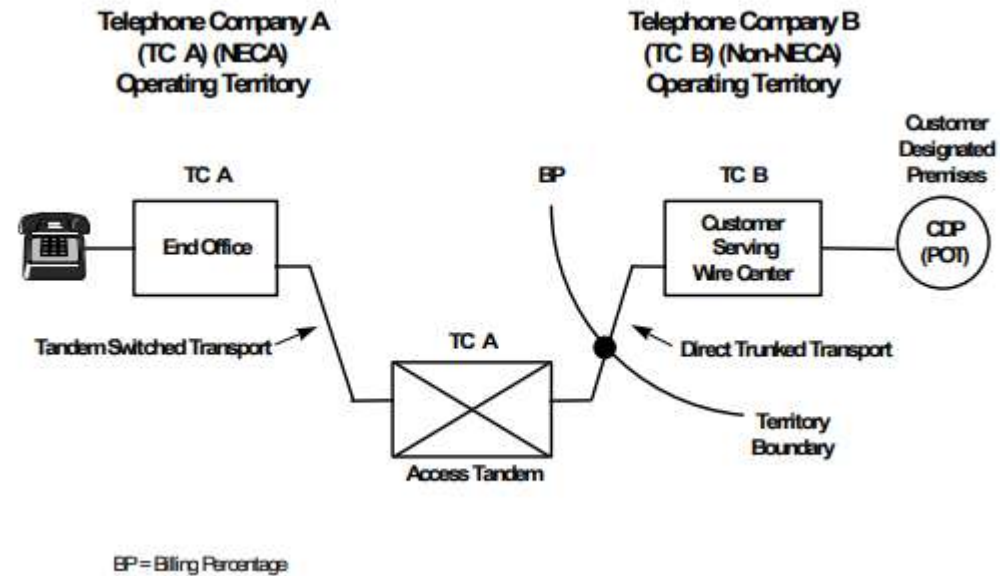 Telephone Company A
(TC A) (NECA)
Operating Territory
Telephone Company B
(TC B) (Non-NECA)
Operating Territory
Customer
Designated
Premises
TC A
BP
TC B
End Office
Customer
Serving
Wire Center
CDP
(POT)
Tandem Switched Transport
TC A
Direct Trunked Transport
Territory
Boundary
Access Tandem
BP = Billing Percentage